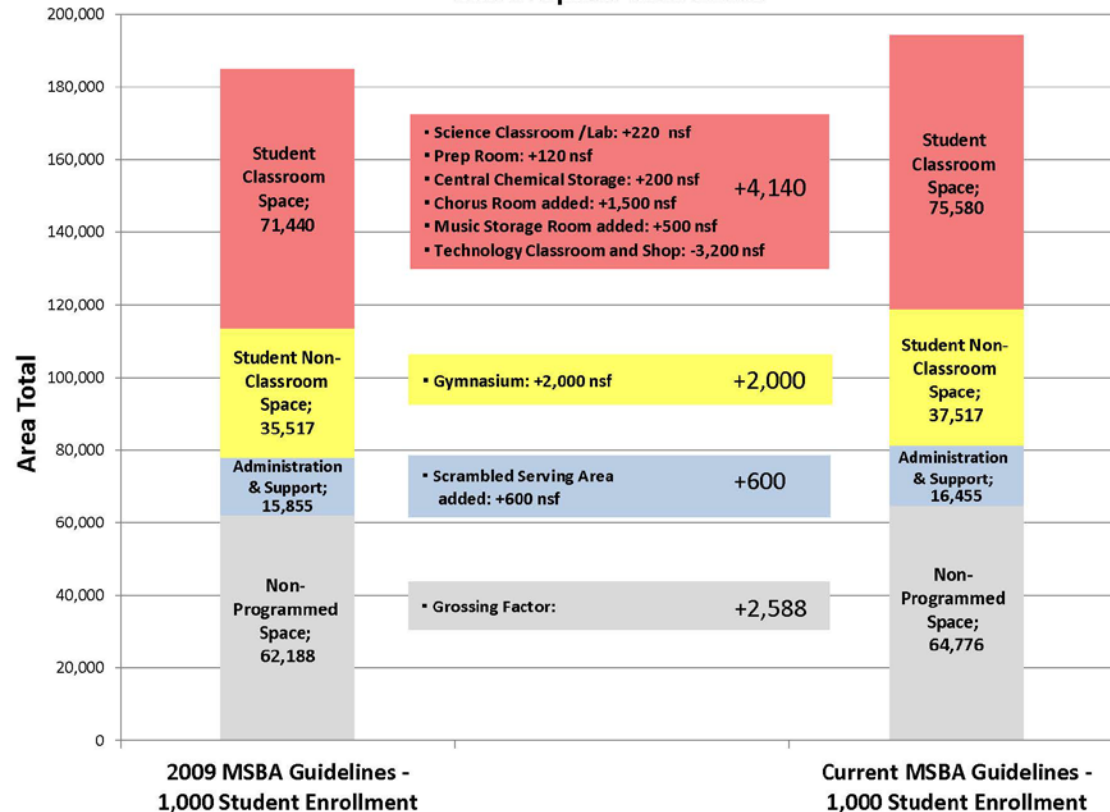 200,000
180,000
160,000
140,000
120,000
100,000
80,000
60,000
40,000
20,000
0
Area Total
Student
Classroom
Space;
71,440
Student Non-
Classroom
Space;
35,517
Administration
& Support;
15,855
Non-
Programmed
Space;
62,188
▪ Science Classroom /Lab: +220 nsf
▪ Prep Room: +120 nsf
▪ Central Chemical Storage: +200 nsf
▪ Chorus Room added: +1,500 nsf
▪ Music Storage Room added: +500 nsf
▪ Technology Classroom and Shop: -3,200 nsf
+4,140
▪ Gymnasium: +2,000 nsf
+2,000
▪ Scrambled Serving Area
added: +600 nsf
+600
▪ Grossing Factor:
+2,588
Student
Classroom
Space;
75,580
Student Non-
Classroom
Space;
37,517
Administration
& Support;
16,455
Non-
Programmed
Space;
64,776
2009 MSBA Guidelines -
1,000 Student Enrollment
Current MSBA Guidelines -
1,000 Student Enrollment